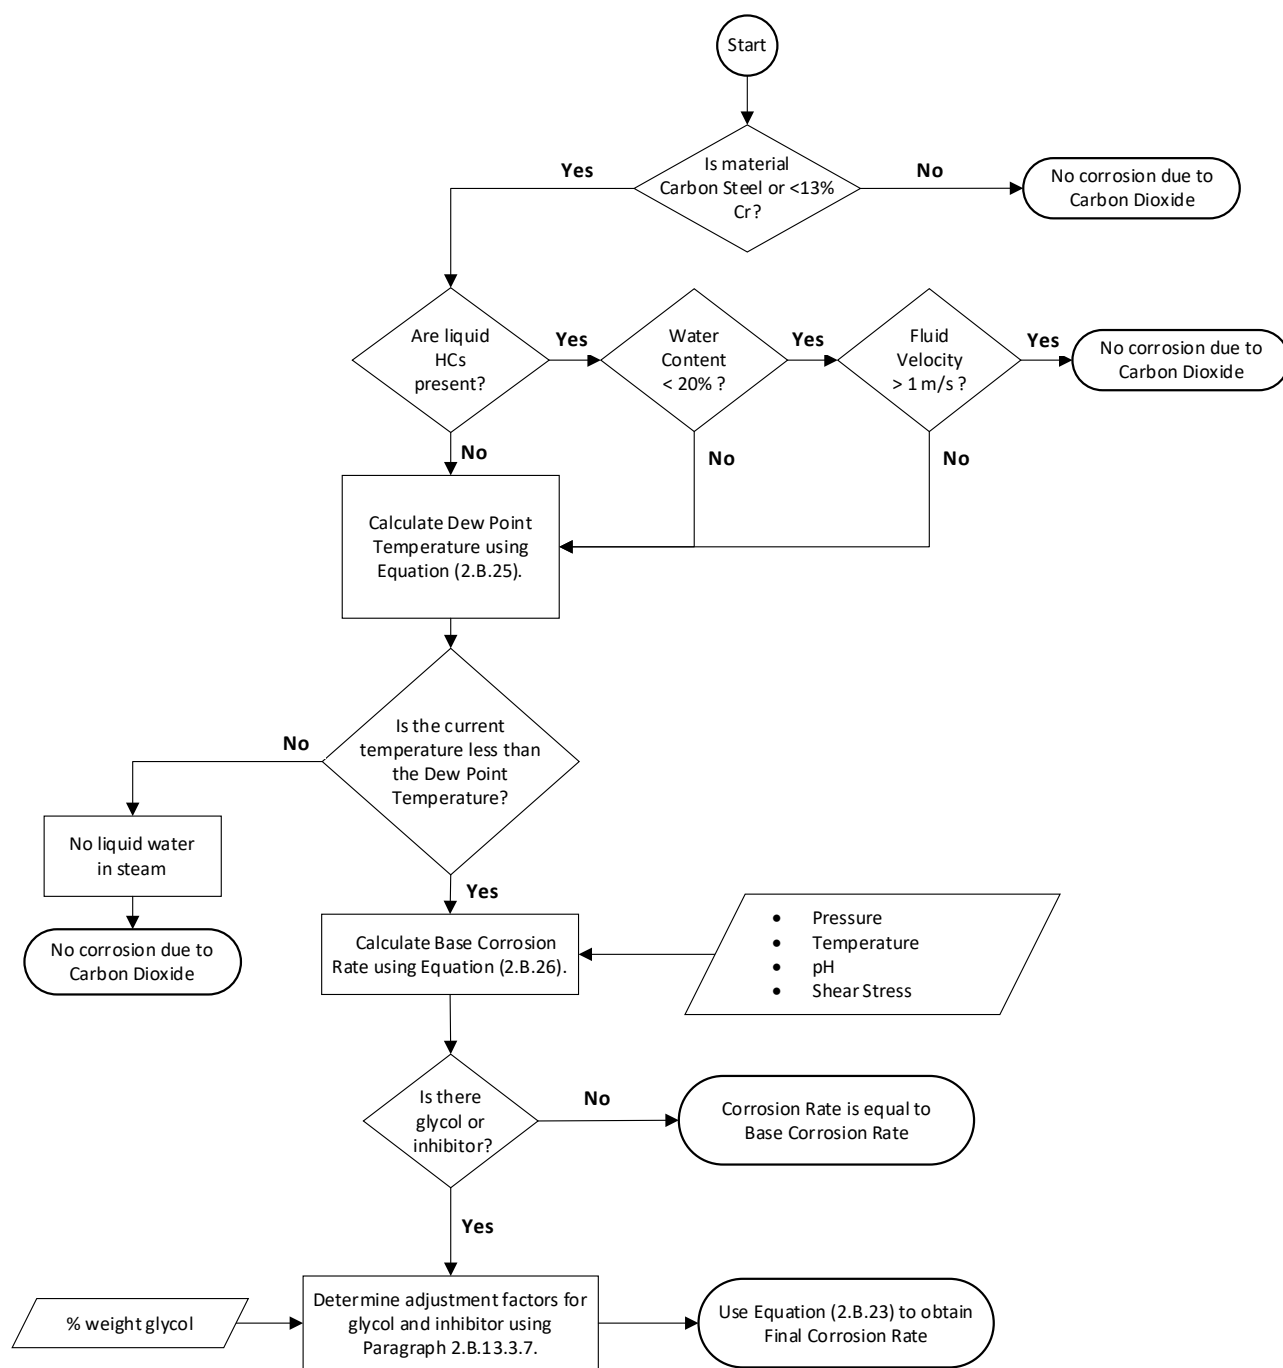 Start
Is material
Carbon Steel or <13%
Cr?
Yes
No
No corrosion due to
Carbon Dioxide
Are liquid
HCs
present?
Yes
Water
Content
< 20% ?
Yes
Fluid
Velocity
> 1 m/s ?
Yes
No corrosion due to
Carbon Dioxide
No
No
No
Calculate Dew Point
Temperature using
Equation (2.B.25).
Is the current
temperature less than
the Dew Point
Temperature?
No
No liquid water
in steam
No corrosion due to
Carbon Dioxide
Yes
Calculate Base Corrosion
Rate using Equation (2.B.26).
• Pressure
• Temperature
• pH
• Shear Stress
Is there
glycol or
inhibitor?
No
Corrosion Rate is equal to
Base Corrosion Rate
Yes
% weight glycol
Determine adjustment factors for
glycol and inhibitor using
Paragraph 2.B.13.3.7.
Use Equation (2.B.23) to obtain
Final Corrosion Rate